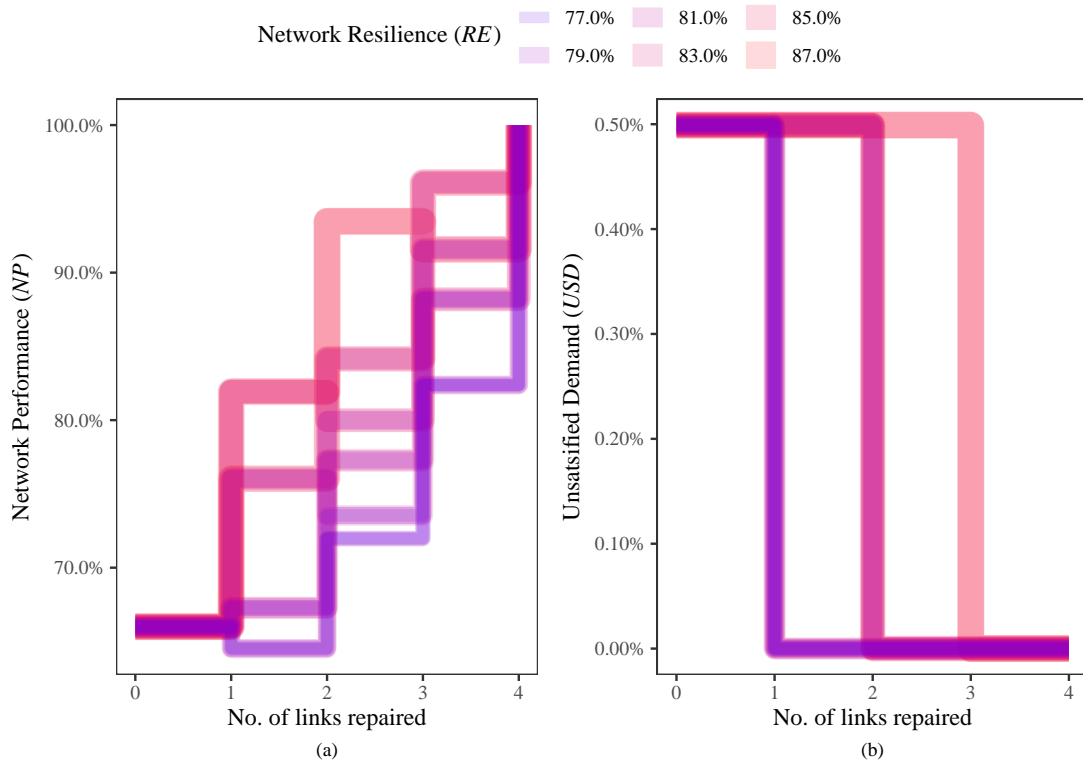 Network Resilience (RE)
77.0% 81.0% 85.0%
79.0% 83.0% 87.0%
Network Performance (NP)
100.0%
90.0%
80.0%
70.0%
0 1 2 3 4
No. of links repaired
(a)
Unsatsified Demand (USD)
0.50%
0.40%
0.30%
0.20%
0.10%
0.00%
0 1 2 3 4
No. of links repaired
(b)